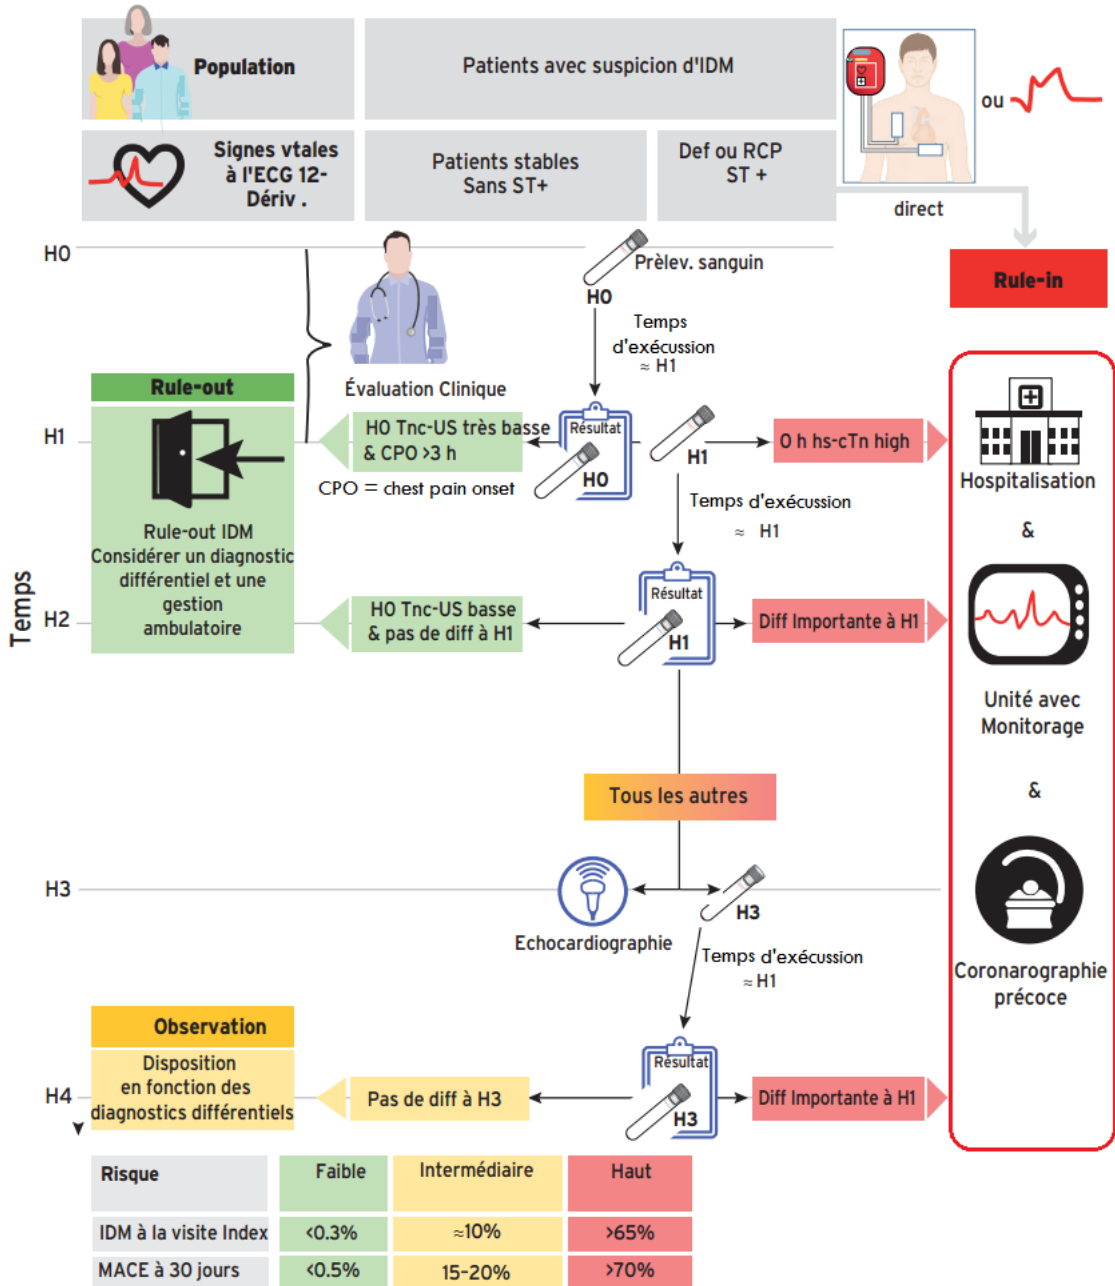 Population
Patients avec suspicion d'IDM
ou
Signes vtales
à l'ECG 12-
Dériv .
Patients stables
Sans ST+
Def ou RCP
ST +
direct
H0
Prèlev. sanguin
H0
Rule-in
Temps
d'exécussion
≈ H1
Évaluation Clinique
Rule-out
H1
H0 Tnc-US très basse
& CPO >3 h
CPO = chest pain onset
Résultat
H0
H1
0 h hs-cTn high
Hospitalisation
&
Temps d'exécussion
≈ H1
Rule-out IDM
Considérer un diagnostic
différentiel et une
gestion
ambulatoire
Temps
H2
H0 Tnc-US basse
& pas de diff à H1
Résultat
H1
Diff Importante à H1
Unité avec
Monitorage
&
Tous les autres
H3
Echocardiographie
H3
Temps d'exécussion
≈ H1
Coronarographie
précoce
Observation
Disposition
en fonction des
diagnostics différentiels
H4
Pas de diff à H3
Résultat
H3
Diff Importante à H1
Risque
Faible
Intermédiaire
Haut
IDM à la visite Index
<0.3%
≈10%
>65%
MACE à 30 jours
<0.5%
15-20%
>70%